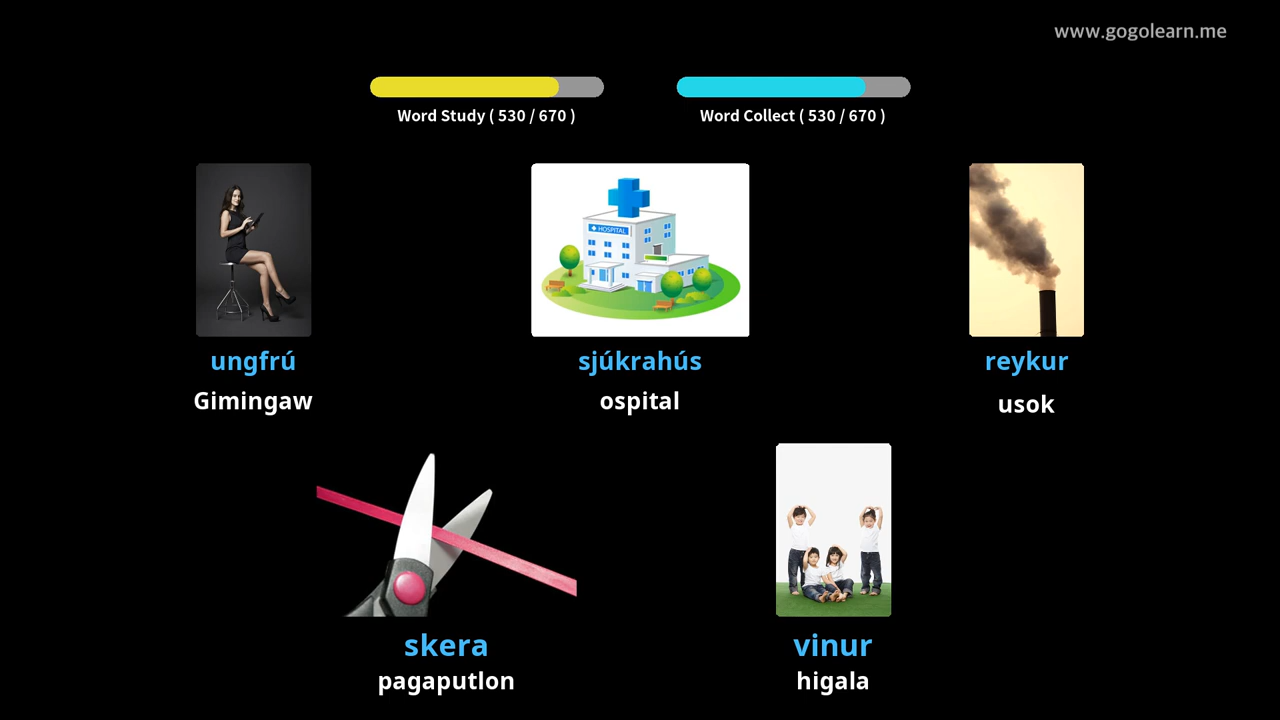 www.gogolearn.me
Word Study ( 530 / 670 )
Word Collect ( 530 / 670 )
HOSPITAL
ungfrú
Gimingaw
sjúkrahús
ospital
reykur
usok
skera
pagaputlon
vinur
higala